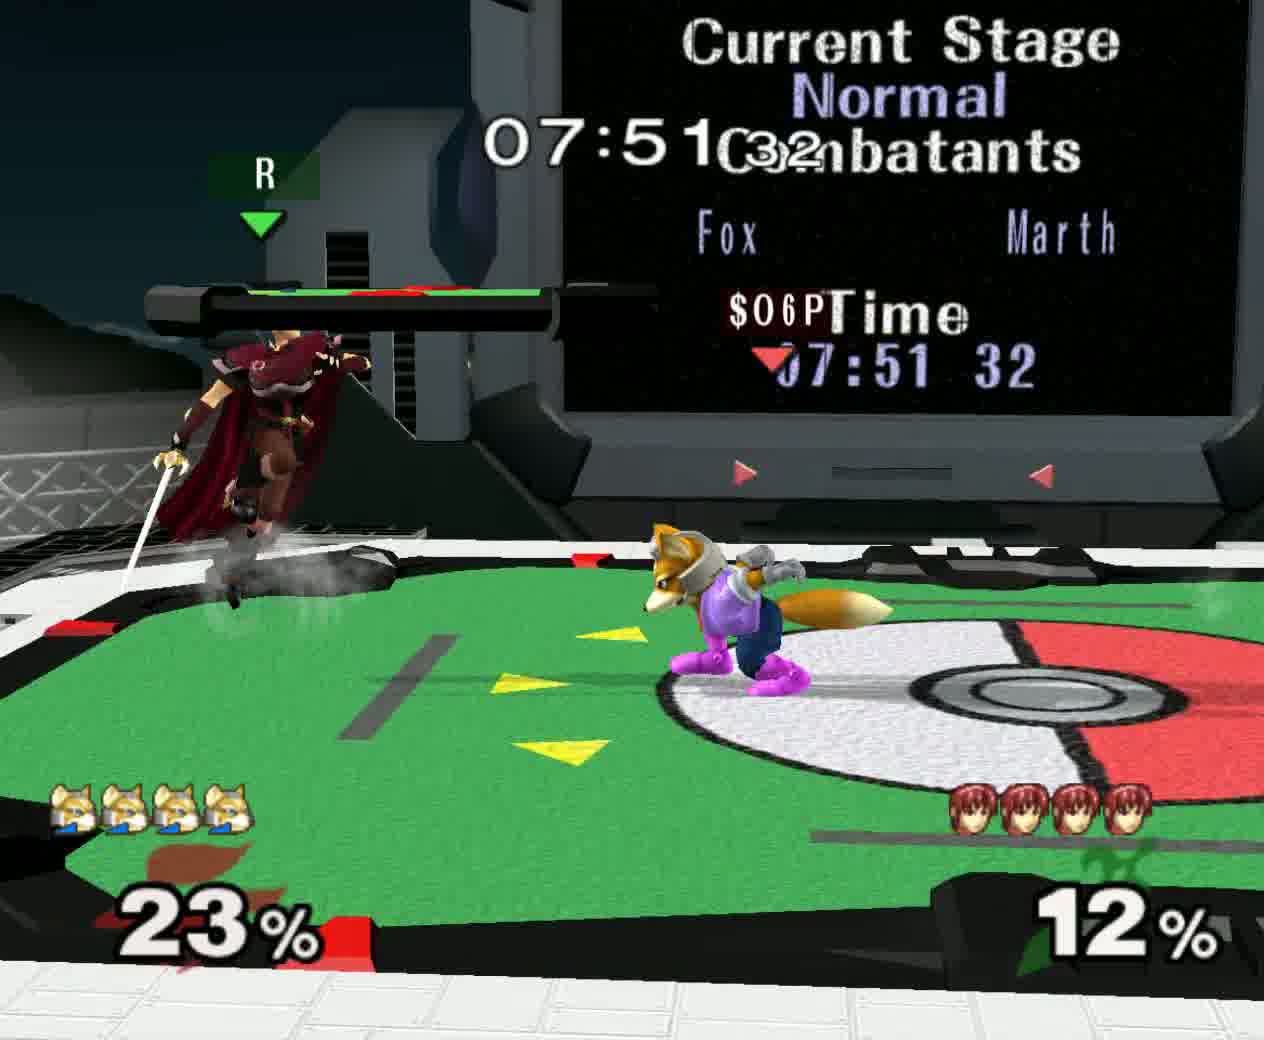 Current Stage
Normal
07:51 32
Combatants
R
Fox Marth
$06P
Time
07:51 32
23%
12%